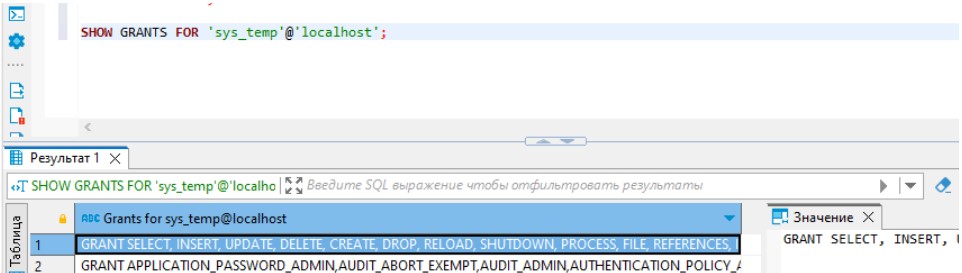 SHOW GRANTS FOR 'sys_temp'@'localhost';
Результат 1
SHOW GRANTS FOR 'sys_temp'@'localho
Введите SQL выражение чтобы отфильтровать результаты
Таблица
ABC Grants for sys_temp@localhost
Значение
1 GRANT SELECT, INSERT, UPDATE, DELETE, CREATE, DROP, RELOAD, SHUTDOWN, PROCESS, FILE, REFERENCES,
GRANT SELECT, INSERT,
2 GRANT APPLICATION_PASSWORD_ADMIN,AUDIT_ABORT_EXEMPT,AUDIT_ADMIN,AUTHENTICATION_POLICY_